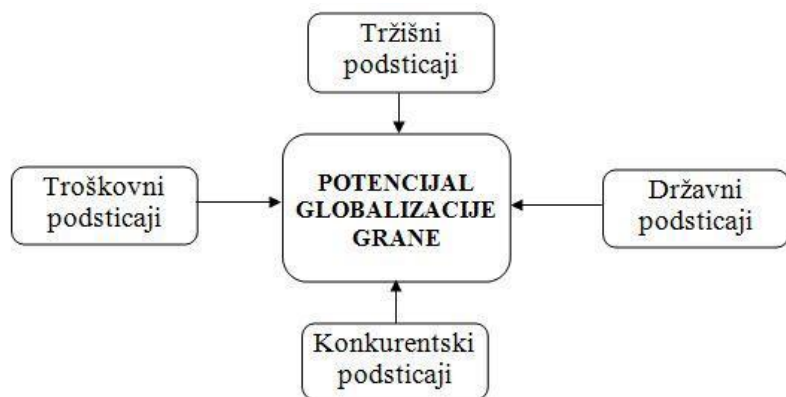 Tržišni
podsticaji
Troškovni
podsticaji
POTENCIJAL
GLOBALIZACIJE
GRANE
Državni
podsticaji
Konkurentski
podsticaji